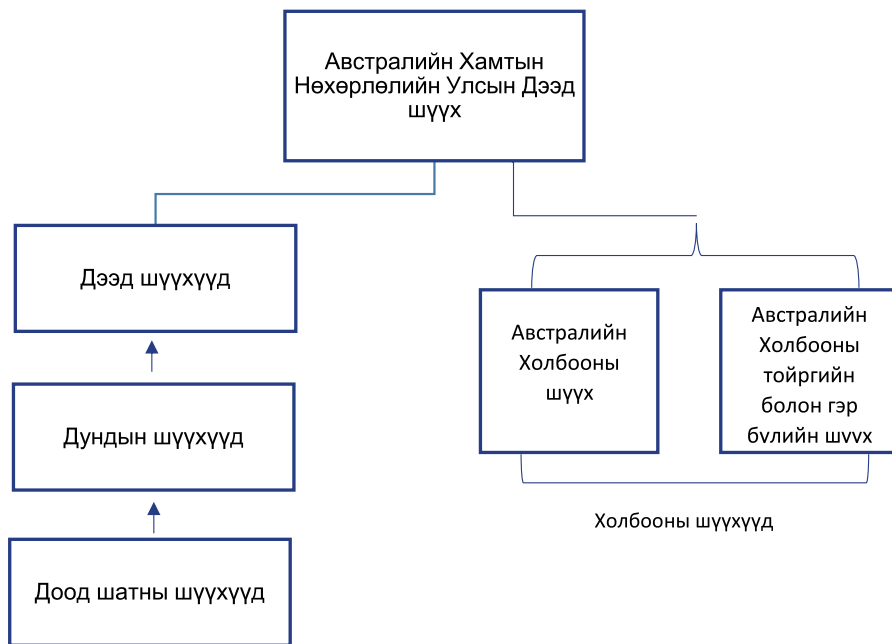 Австралийн Хамтын
Нөхөрлөлийн Улсын Дээд
шүүх
Дээд шүүхүүд
Дундын шүүхүүд
Доод шатны шүүхүүд
Австралийн
Холбооны
шүүх
Австралийн
Холбооны
тойргийн
болон гэр
бүлийн шүүх
Холбооны шүүхүүд